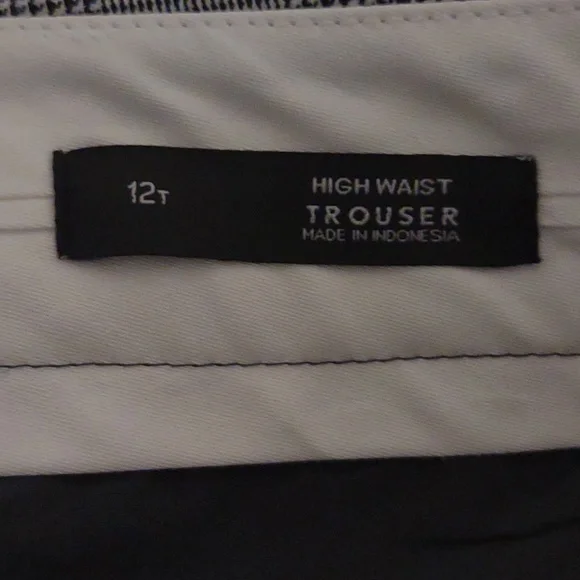 12T
HIGH WAIST
TROUSER
MADE IN INDONESIA